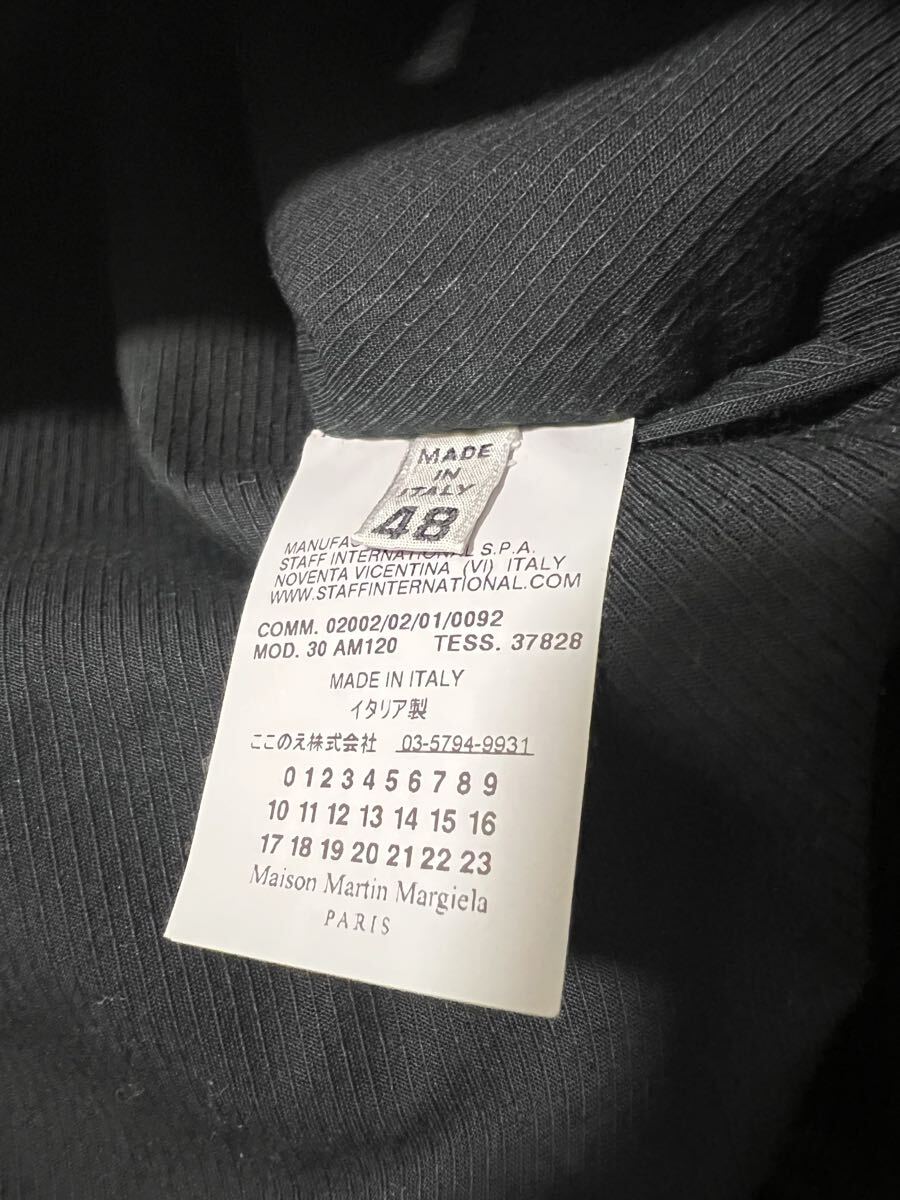 MADE
IN
ITALY
48
S.P.A.
STAFF INTERNATIONAL
NOVENTA VICENTINA (VI) ITALY
WWW.STAFFINTERNATIONAL.COM
COMM. 02002/02/01/0092
MOD. 30 AM120 TESS. 37828
MADE IN ITALY
イタリア製
ここのえ株式会社 03-5794-9931
0 1 2 3 4 5 6 7 8 9
10 11 12 13 14 15 16
17 18 19 20 21 22 23
Maison Martin Margiela
PARIS